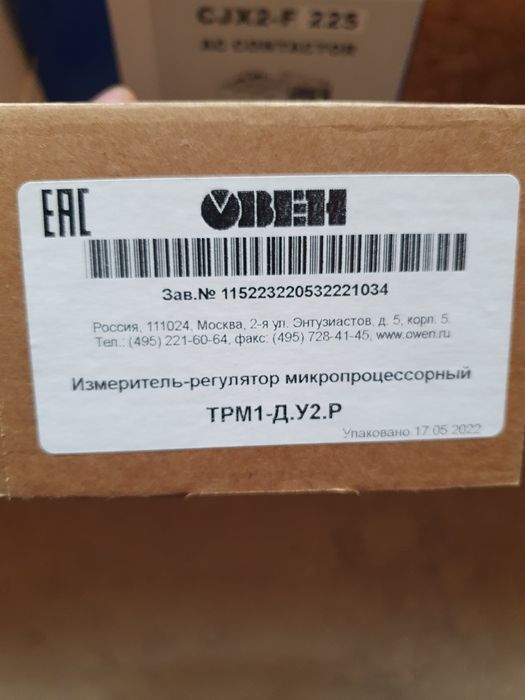 CJX2-F 225
AC CONTACTOR
EAC
ОВЕН
Зав.№ 115223220532221034
Россия, 111024, Москва, 2-я ул. Энтузиастов, д. 5, корп. 5.
Тел.: (495) 221-60-64, факс: (495) 728-41-45, www.owen.ru
Измеритель-регулятор микропроцессорный
ТРМ1-Д.У2.Р
Упаковано 17.05.2022